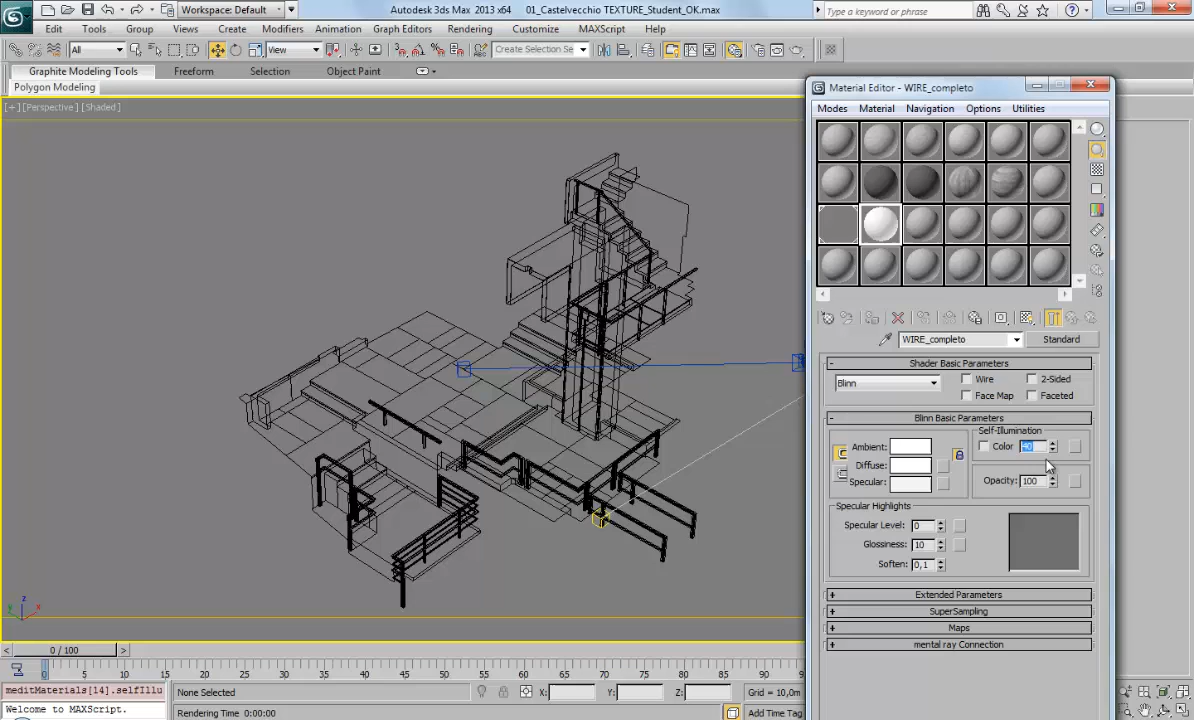 Workspace: Default
Autodesk 3ds Max 2013 x64 01_Castelvecchio TEXTURE_Student_OK.max
Type a keyword or phrase
Edit Tools Group Views Create Modifiers Animation Graph Editors Rendering Customize MAXScript Help
All View Create Selection Se
Graphite Modeling Tools Freeform Selection Object Paint
Polygon Modeling
[+] [Perspective] [Shaded]
Material Editor - WIRE_completo
Modes Material Navigation Options Utilities
WIRE_completo Standard
Shader Basic Parameters
Blinn Wire 2-Sided
Face Map Faceted
Blinn Basic Parameters
Self-Illumination
Ambient: Color 40
Diffuse:
Specular: Opacity: 100
Specular Highlights
Specular Level: 0
Glossiness: 10
Soften: 0,1
Extended Parameters
SuperSampling
Maps
mental ray Connection
z
y x
< 0 / 100 >
0 5 10 15 20 25 30 35 40 45 50 55 60 65 70 75 80 85 90
meditMaterials[14].selfIllu None Selected X: Y: Z: Grid = 10,0m
Welcome to MAXScript. Rendering Time 0:00:00 Add Time Tag